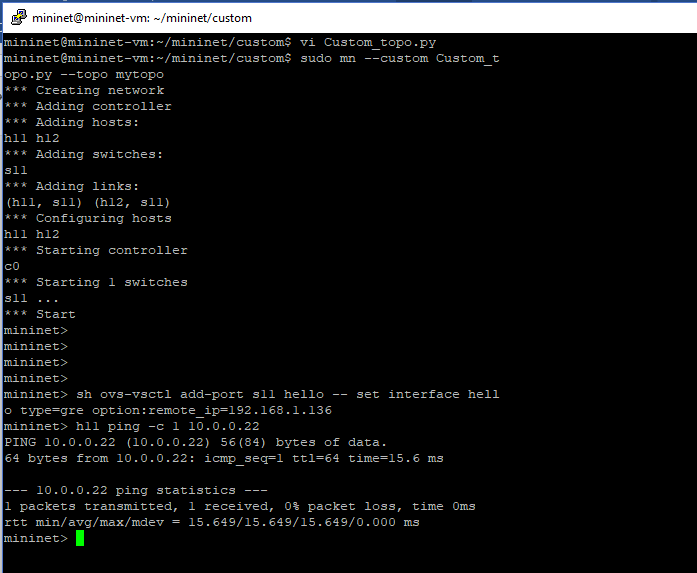 mininet@mininet-vm: ~/mininet/custom
mininet@mininet-vm:~/mininet/custom$ vi Custom_topo.py
mininet@mininet-vm:~/mininet/custom$ sudo mn --custom Custom_t
opo.py --topo mytopo
*** Creating network
*** Adding controller
*** Adding hosts:
h11 h12
*** Adding switches:
s11
*** Adding links:
(h11, s11) (h12, s11)
*** Configuring hosts
h11 h12
*** Starting controller
c0
*** Starting 1 switches
s11 ...
*** Start
mininet>
mininet>
mininet>
mininet>
mininet> sh ovs-vsctl add-port s11 hello -- set interface hell
o type=gre option:remote_ip=192.168.1.136
mininet> h11 ping -c 1 10.0.0.22
PING 10.0.0.22 (10.0.0.22) 56(84) bytes of data.
64 bytes from 10.0.0.22: icmp_seq=1 ttl=64 time=15.6 ms

--- 10.0.0.22 ping statistics ---
1 packets transmitted, 1 received, 0% packet loss, time 0ms
rtt min/avg/max/mdev = 15.649/15.649/15.649/0.000 ms
mininet>